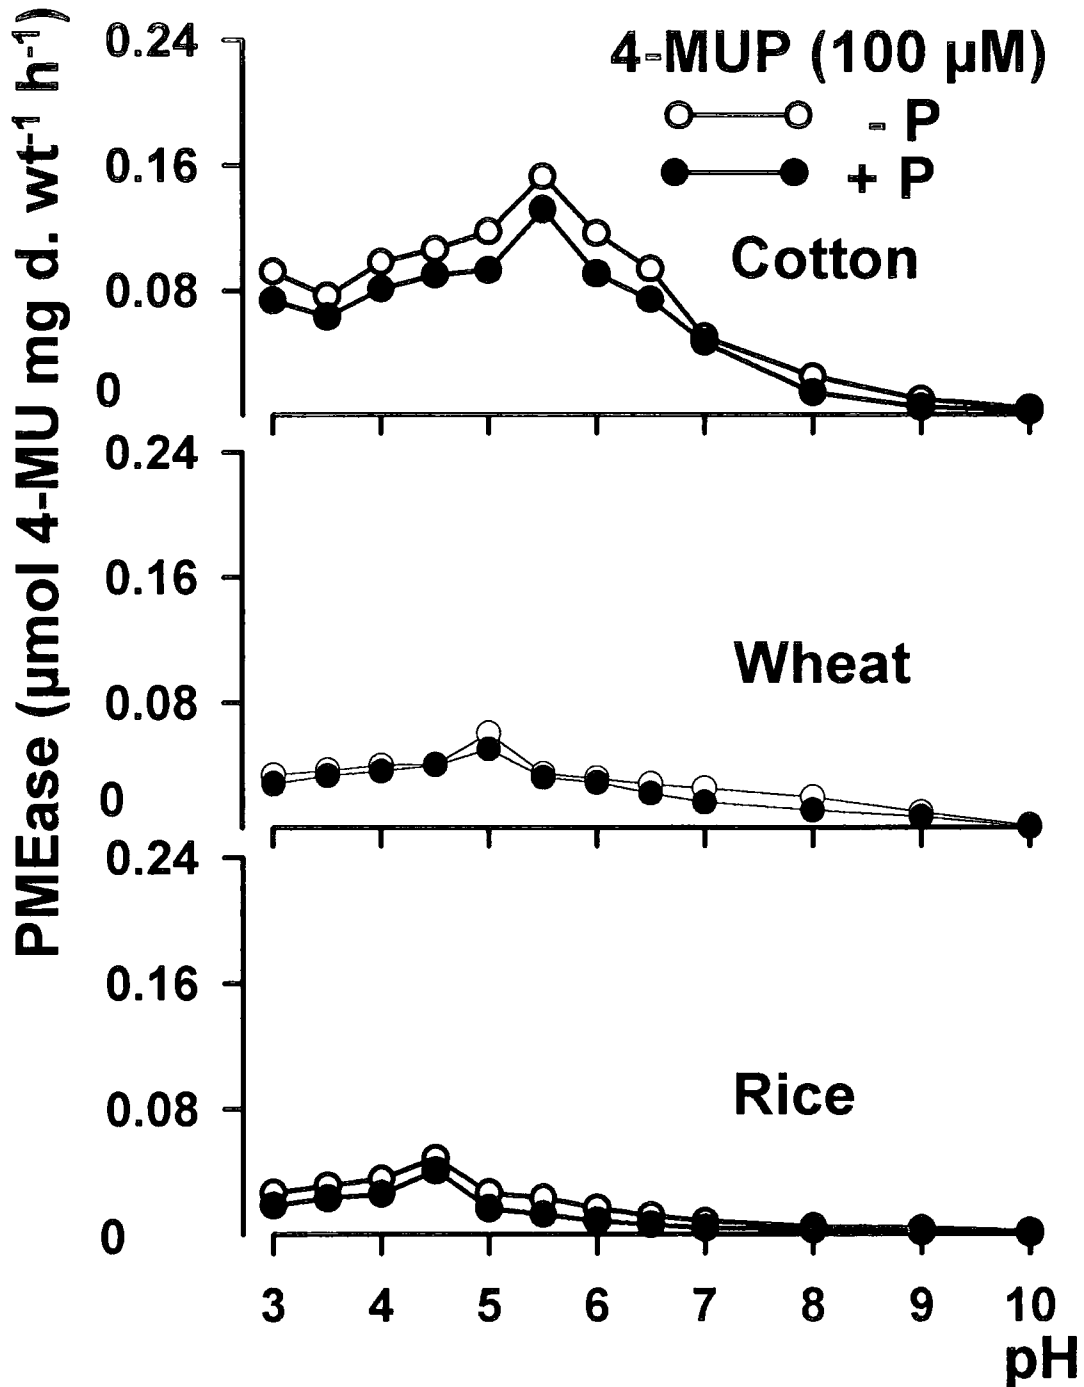 PMEase (µmol 4-MU mg d. wt-1 h-1)
0.24
0.16
0.08
0
4-MUP (100 µM)
- P
+ P
Cotton
0.24
0.16
0.08
0
Wheat
0.24
0.16
0.08
0
Rice
3 4 5 6 7 8 9 10
pH